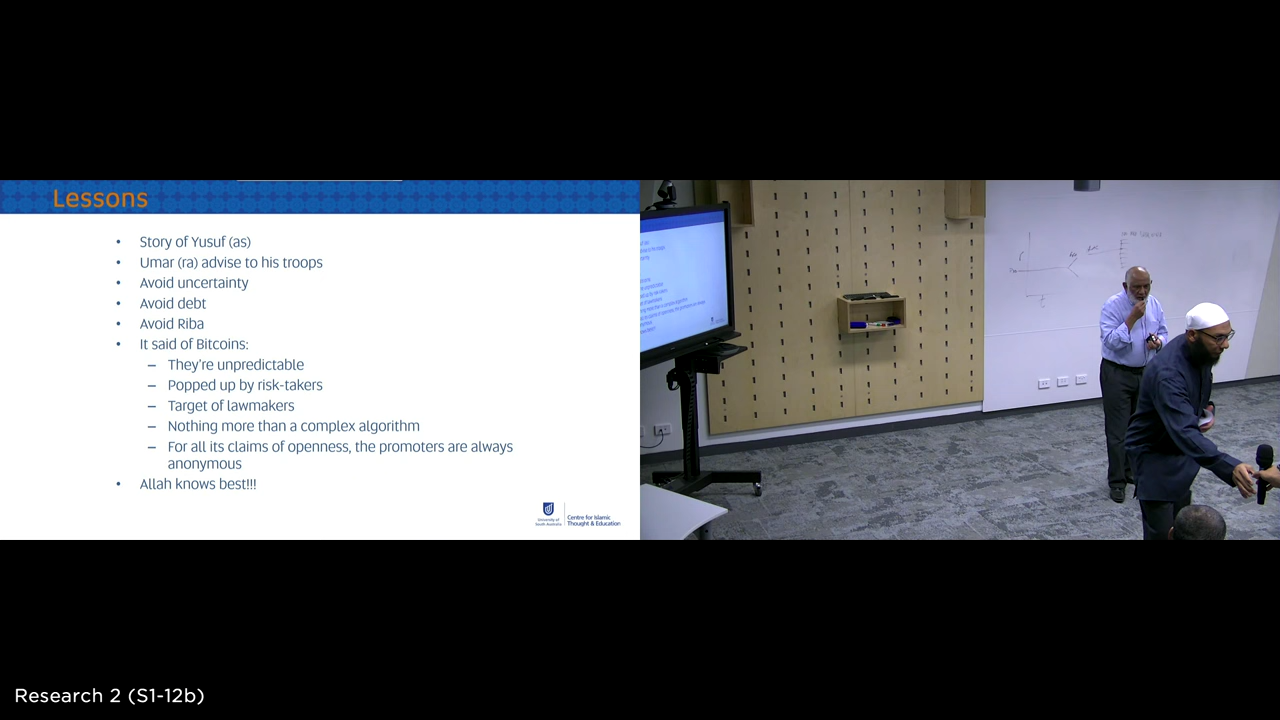 Lessons
• Story of Yusuf (as)
• Umar (ra) advise to his troops
• Avoid uncertainty
• Avoid debt
• Avoid Riba
• It said of Bitcoins:
– They're unpredictable
– Popped up by risk-takers
– Target of lawmakers
– Nothing more than a complex algorithm
– For all its claims of openness, the promoters are always
anonymous
• Allah knows best!!!
University of
South Australia
Centre for Islamic
Thought & Education
Research 2 (S1-12b)